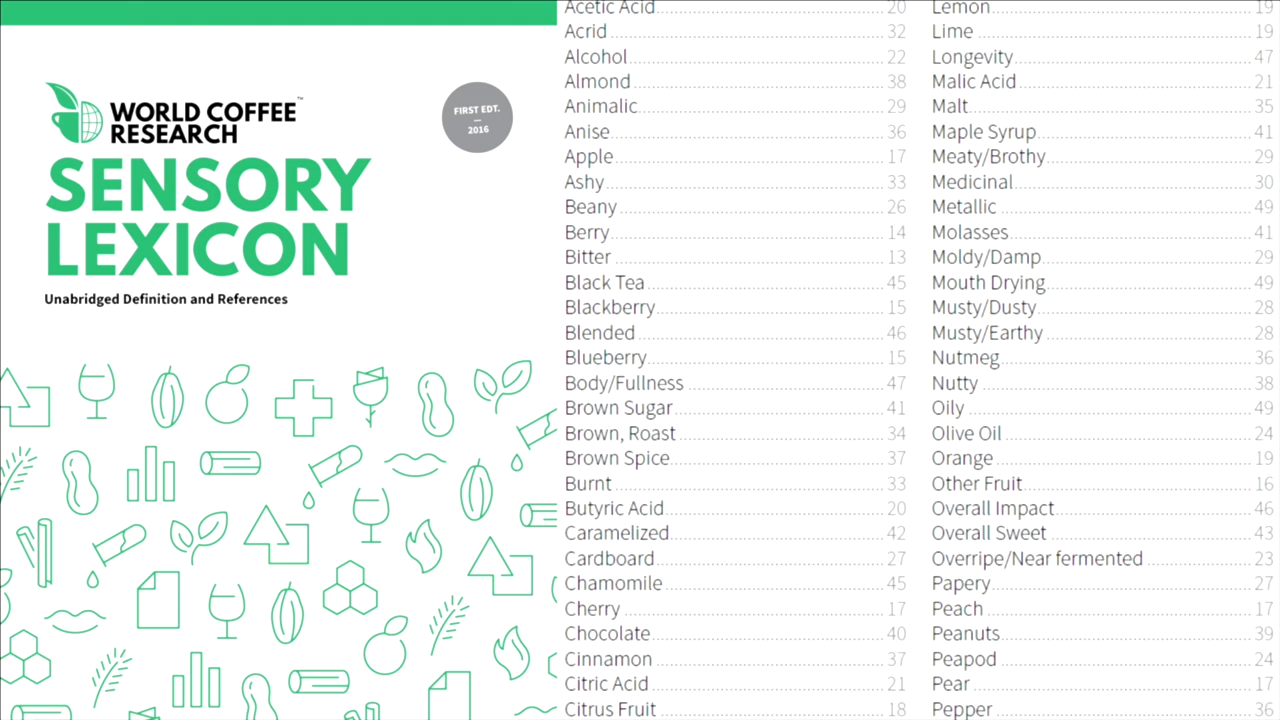 WORLD COFFEE
RESEARCH
™
FIRST EDT.
—
2016
SENSORY
LEXICON
Unabridged Definition and References
Acetic Acid 20
Acrid 32
Alcohol 22
Almond 38
Animalic 29
Anise 36
Apple 17
Ashy 33
Beany 26
Berry 14
Bitter 13
Black Tea 45
Blackberry 15
Blended 46
Blueberry 15
Body/Fullness 47
Brown Sugar 41
Brown, Roast 34
Brown Spice 37
Burnt 33
Butyric Acid 20
Caramelized 42
Cardboard 27
Chamomile 45
Cherry 17
Chocolate 40
Cinnamon 37
Citric Acid 21
Citrus Fruit 18
Lemon 19
Lime 19
Longevity 47
Malic Acid 21
Malt 35
Maple Syrup 41
Meaty/Brothy 29
Medicinal 30
Metallic 49
Molasses 41
Moldy/Damp 29
Mouth Drying 49
Musty/Dusty 28
Musty/Earthy 28
Nutmeg 36
Nutty 38
Oily 49
Olive Oil 24
Orange 19
Other Fruit 16
Overall Impact 46
Overall Sweet 43
Overripe/Near fermented 23
Papery 27
Peach 17
Peanuts 39
Peapod 24
Pear 17
Pepper 36